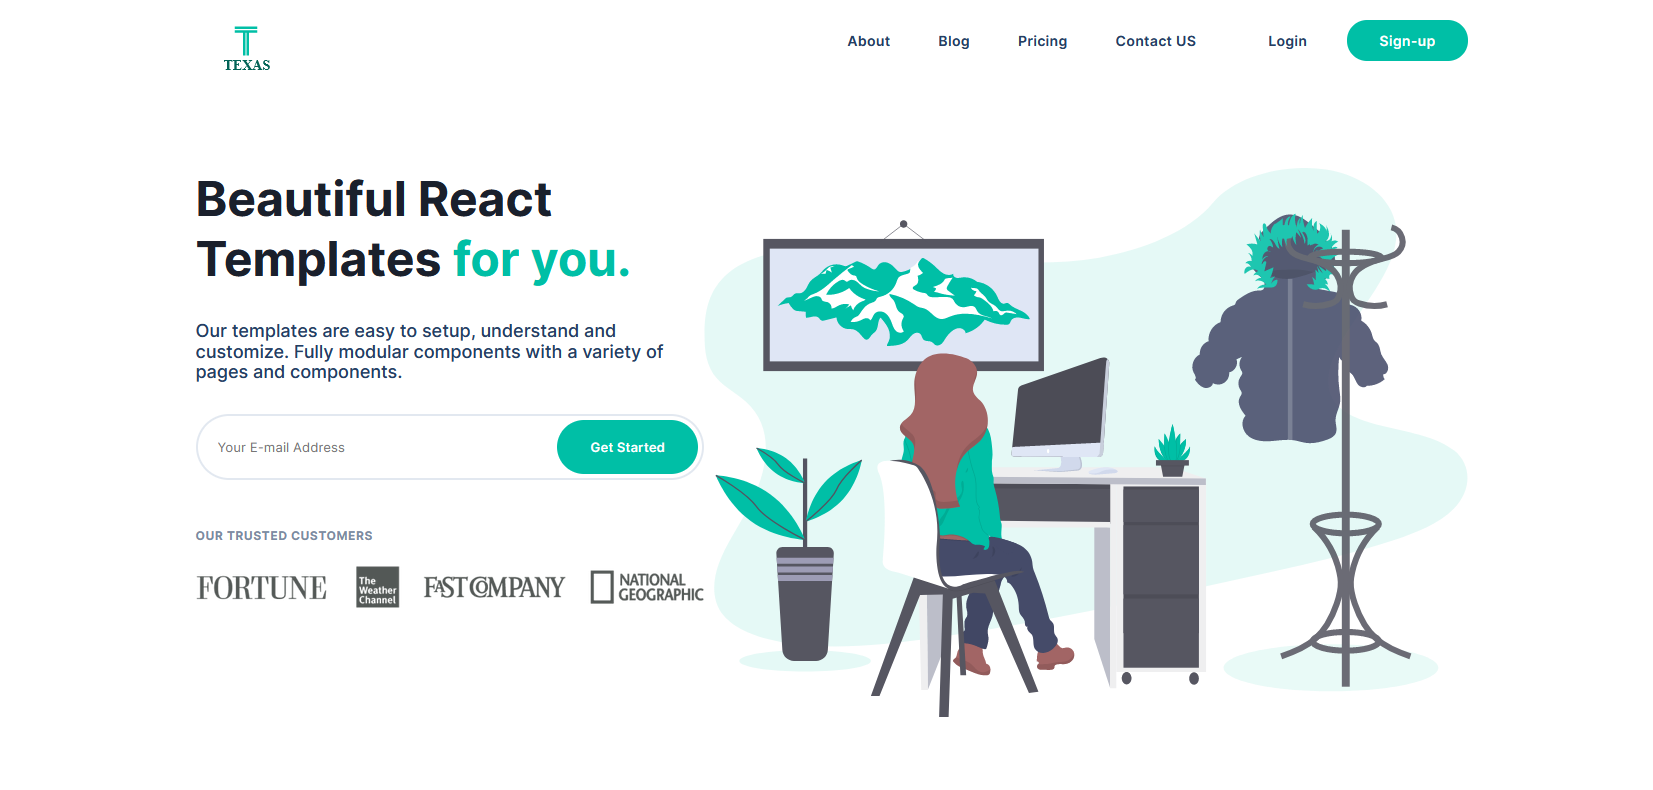 TEXAS
About Blog Pricing Contact US Login Sign-up
Beautiful React
Templates for you.
Our templates are easy to setup, understand and
customize. Fully modular components with a variety of
pages and components.
Your E-mail Address Get Started
OUR TRUSTED CUSTOMERS
FORTUNE
The
Weather
Channel
FAST COMPANY
NATIONAL
GEOGRAPHIC